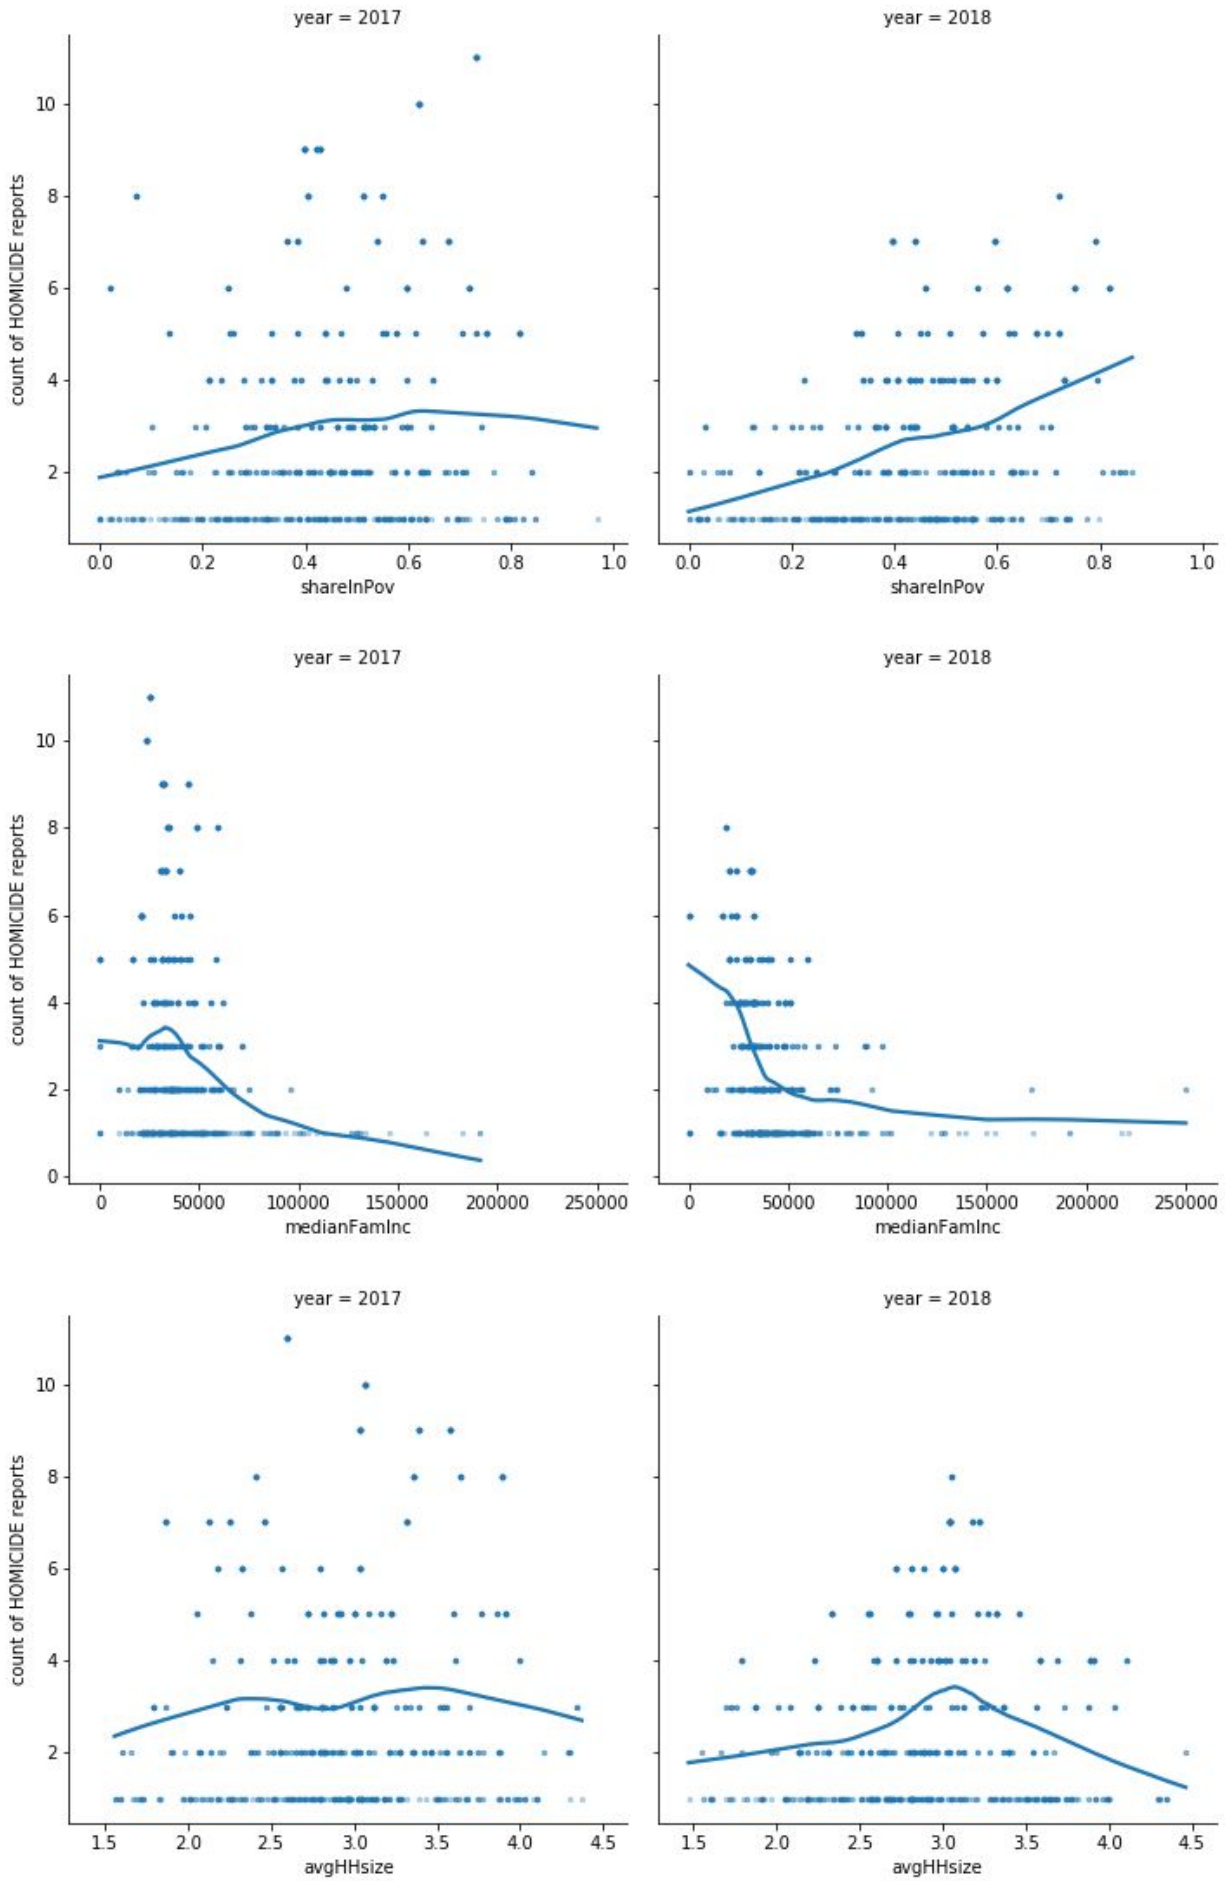 year = 2017
year = 2018
count of HOMICIDE reports
10
8
6
4
2
0.0 0.2 0.4 0.6 0.8 1.0
0.0 0.2 0.4 0.6 0.8 1.0
shareInPov
shareInPov
year = 2017
year = 2018
count of HOMICIDE reports
10
8
6
4
2
0
0 50000 100000 150000 200000 250000
0 50000 100000 150000 200000 250000
medianFamInc
medianFamInc
year = 2017
year = 2018
count of HOMICIDE reports
10
8
6
4
2
1.5 2.0 2.5 3.0 3.5 4.0 4.5
1.5 2.0 2.5 3.0 3.5 4.0 4.5
avgHHsize
avgHHsize